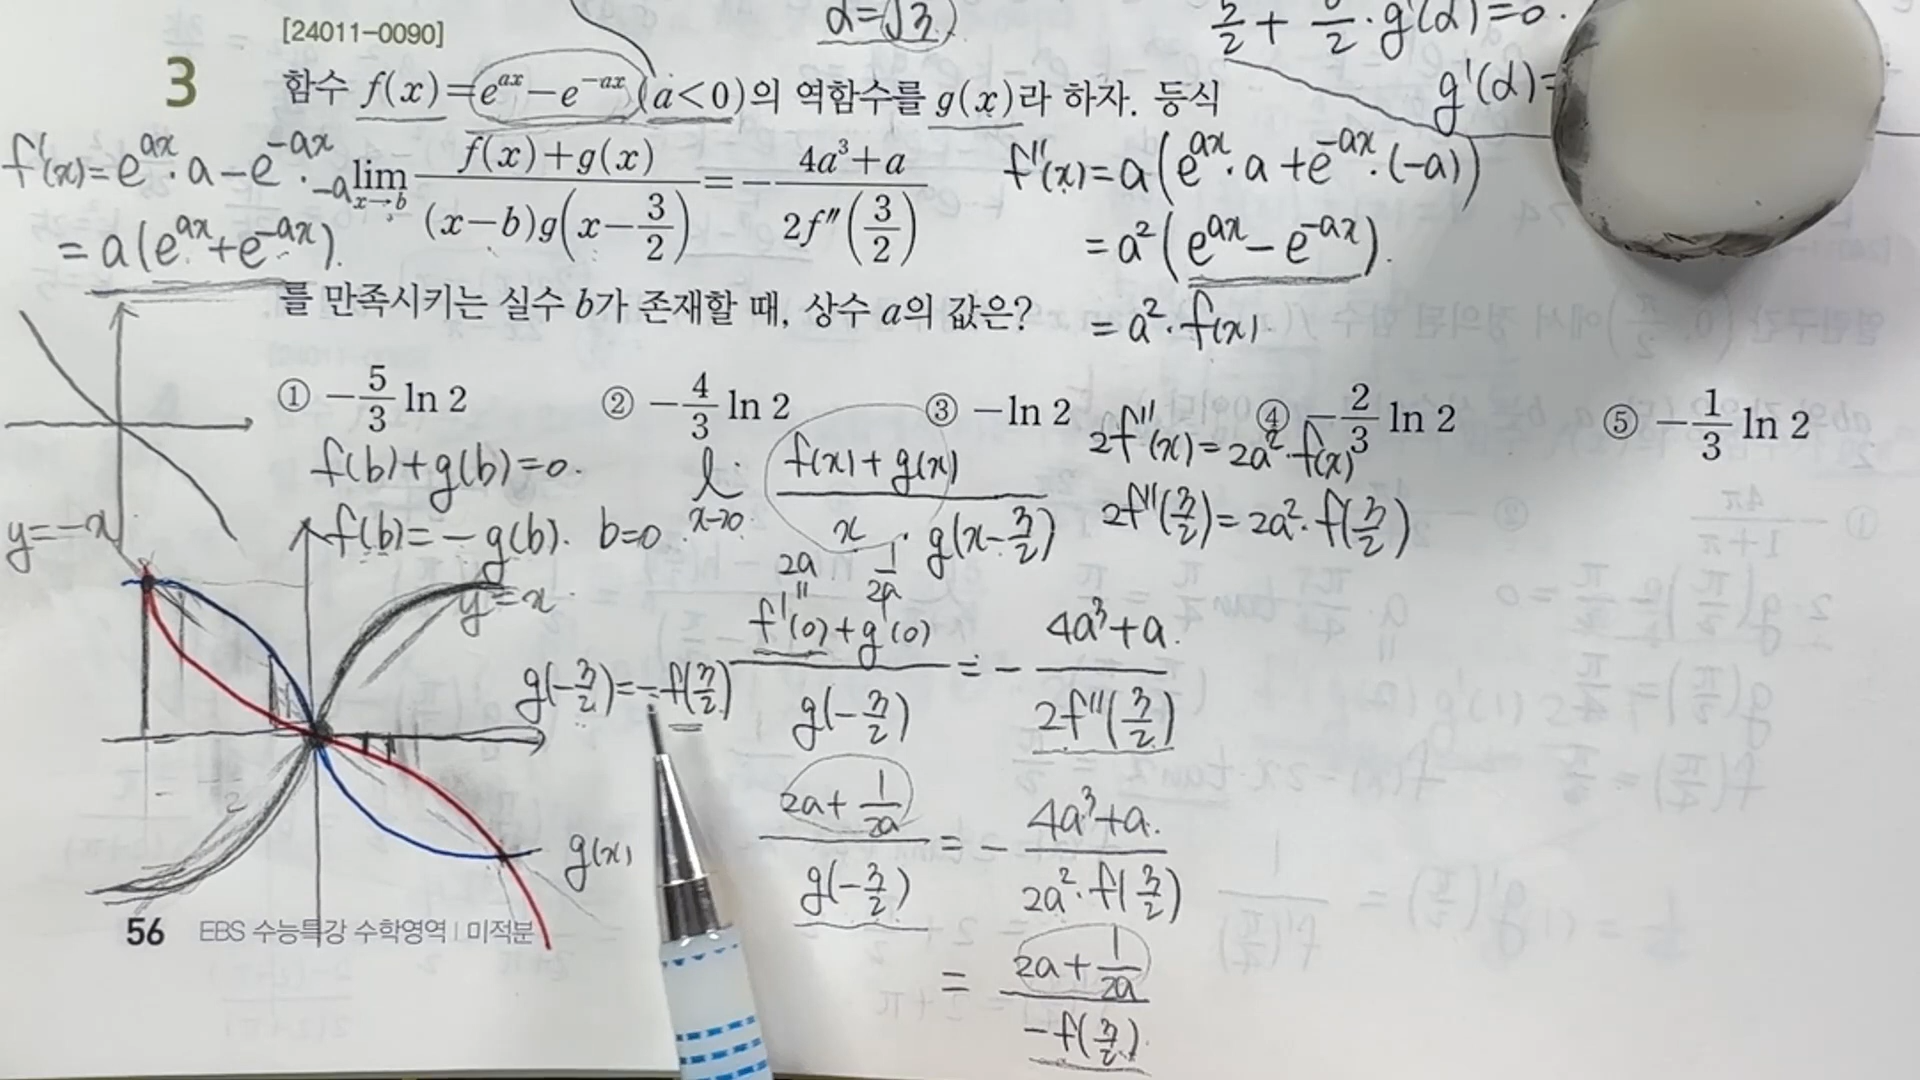 α=√3
3/2 + 3/2 · g'(α)=0.
g'(α)=
[24011-0090]
3
함수 f(x)=e^{ax}-e^{-ax} (a<0)의 역함수를 g(x)라 하자. 등식
lim_{x→b} {f(x)+g(x)}/{(x-b)g(x-3/2)} = -{4a³+a}/{2f''(3/2)}
를 만족시키는 실수 b가 존재할 때, 상수 a의 값은?
① -5/3 ln 2 ② -4/3 ln 2 ③ -ln 2 ④ -2/3 ln 2 ⑤ -1/3 ln 2
f'(x)=e^{ax}·a-e^{-ax}·-a
=a(e^{ax}+e^{-ax}).
f''(x)=a(e^{ax}·a+e^{-ax}·(-a))
=a²(e^{ax}-e^{-ax}).
=a²·f(x).
2f''(x)=2a²·f(x)
2f''(3/2)=2a²·f(3/2)
f(b)+g(b)=0.
f(b)=-g(b). b=0
l x→0 {f(x)+g(x)}/{x · g(x-3/2)}
2a 1/2a
"
{f'(0)+g'(0)}/{g(-3/2)} = -{4a³+a}/{2f''(3/2)}
{2a+1/2a}/{g(-3/2)} = -{4a³+a.}/{2a²·f(3/2)}
= {2a+1/2a}/{-f(3/2)}
g(-3/2)=-f(3/2)
y=-x
y=x
g(x)
56 EBS 수능특강 수학영역 | 미적분